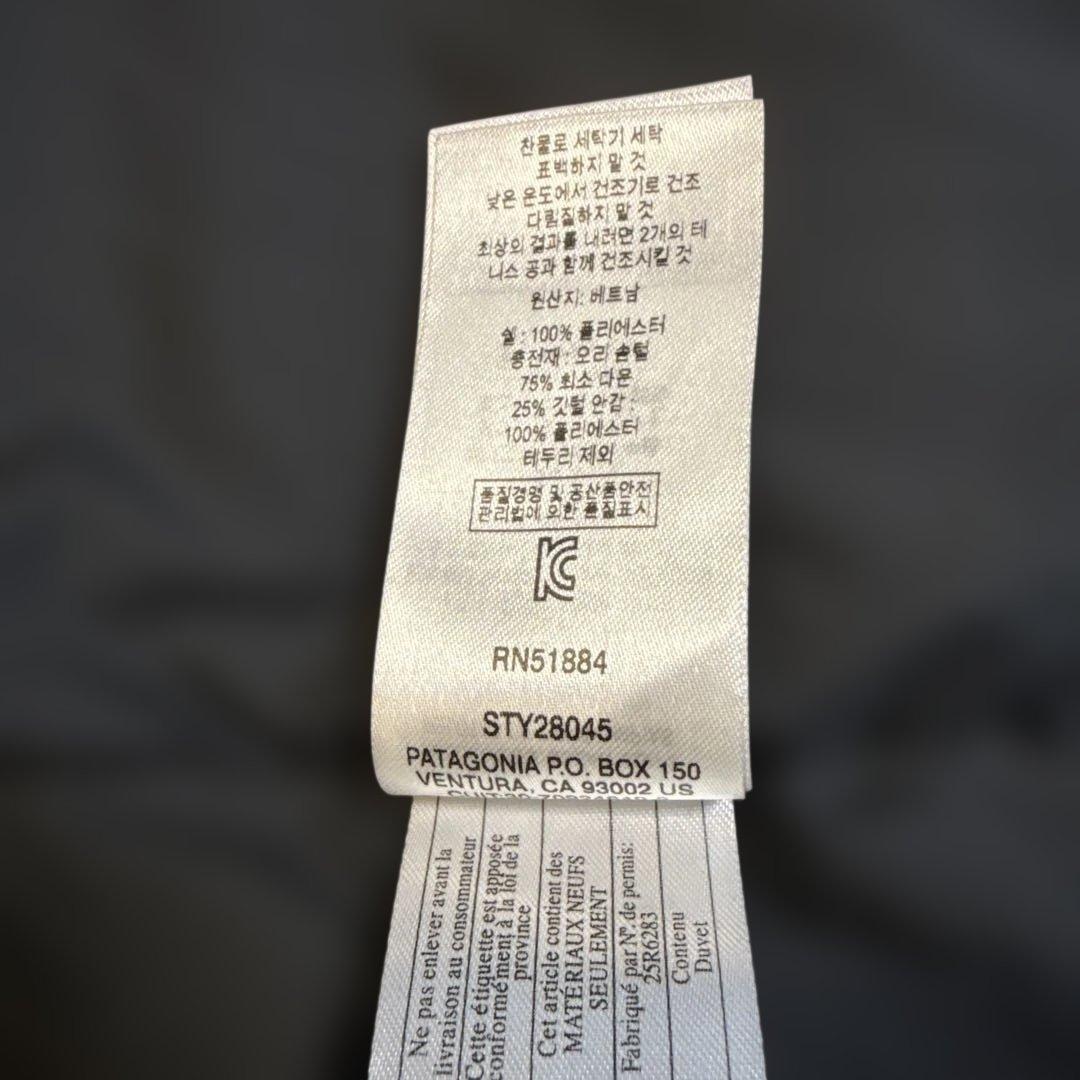 찬물로 세탁기 세탁
표백하지 말 것
낮은 온도에서 건조기로 건조
다림질하지 말 것
최상의 결과를 내려면 2개의 테
니스 공과 함께 건조시킬 것
원산지: 베트남
쉘 : 100% 폴리에스터
충전재 : 오리 솜털
75% 최소 다운
25% 깃털 안감 :
100% 폴리에스터
테두리 제외
품질경영 및 공산품안전
관리법에 의한 품질표시
KC
RN51884
STY28045
PATAGONIA P.O. BOX 150
VENTURA, CA 93002 US
Ne pas enlever avant la
livraison au consommateur
Cette étiquette est apposée
conformément à la loi de la
province
Cet article contient des
MATÉRIAUX NEUFS
SEULEMENT
Fabriqué par N°. de permis:
25R6283
Contenu
Duvet